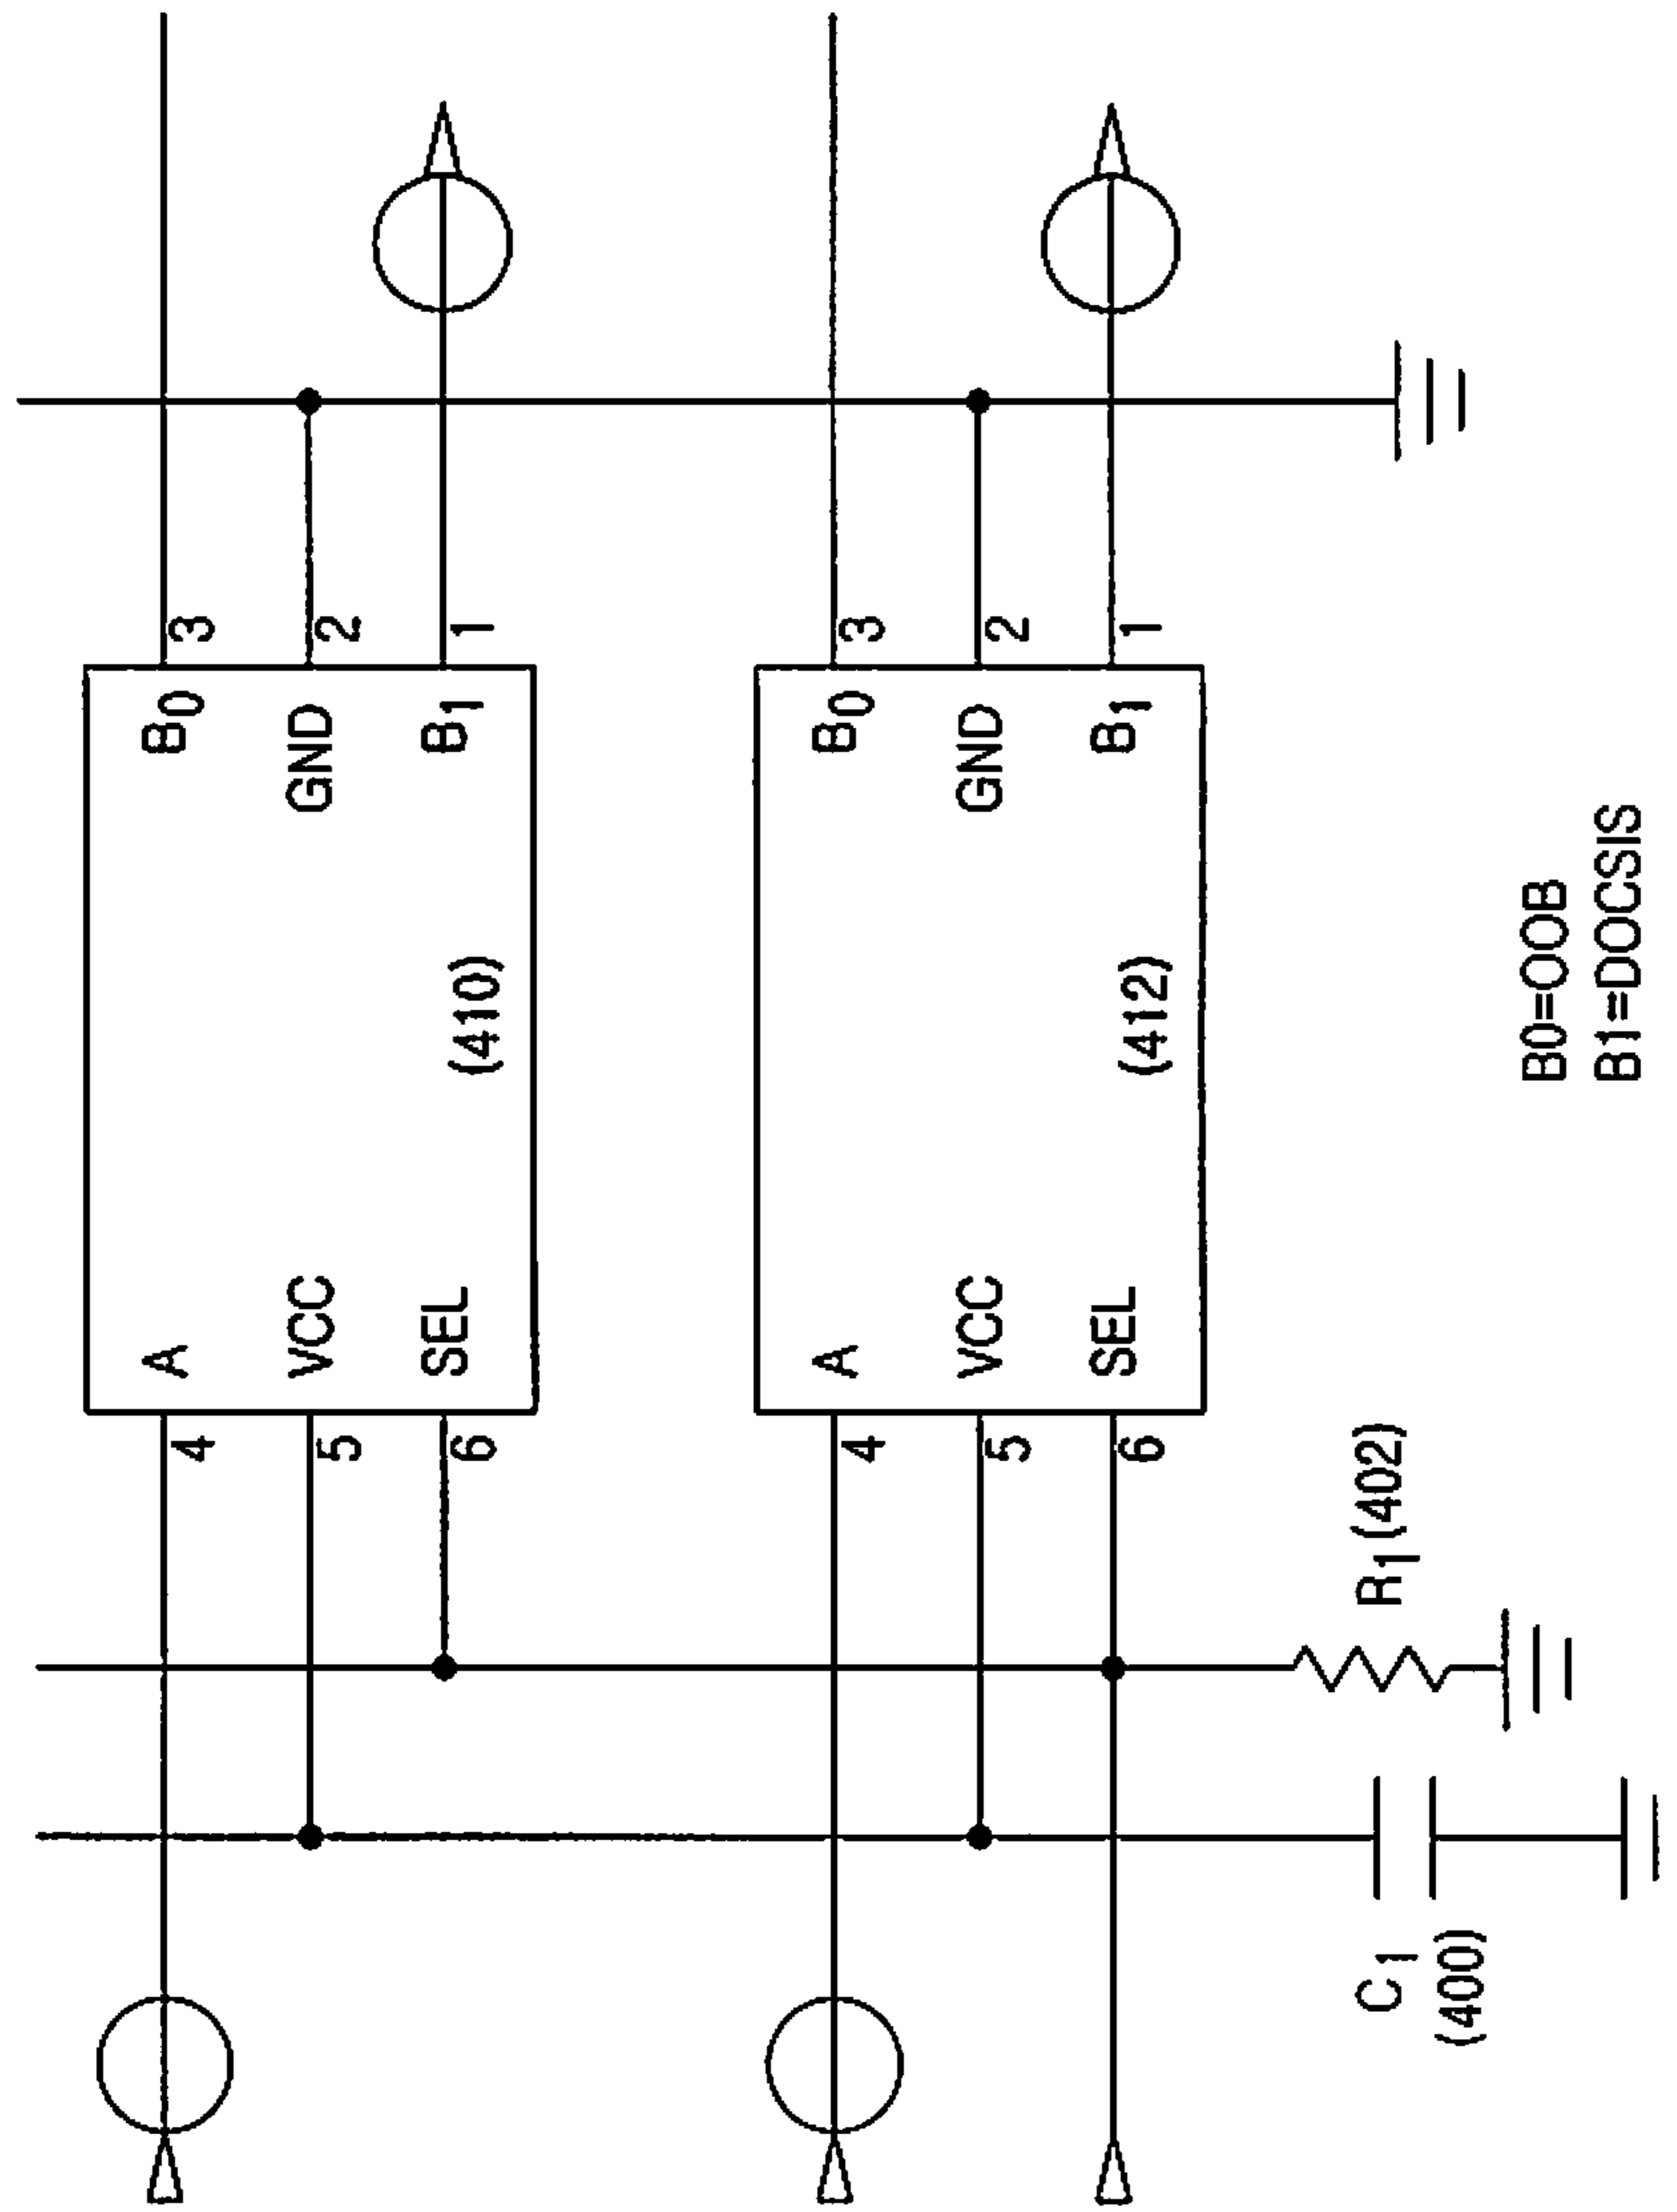 4 A B₀ 3
5 VCC GND 2
6 SEL (410) B₁ 1
4 A B₀ 3
5 VCC GND 2
6 SEL (412) B₁ 1
R₁(402)
C₁
(400)
B0=OOB
B1=DOCSIS